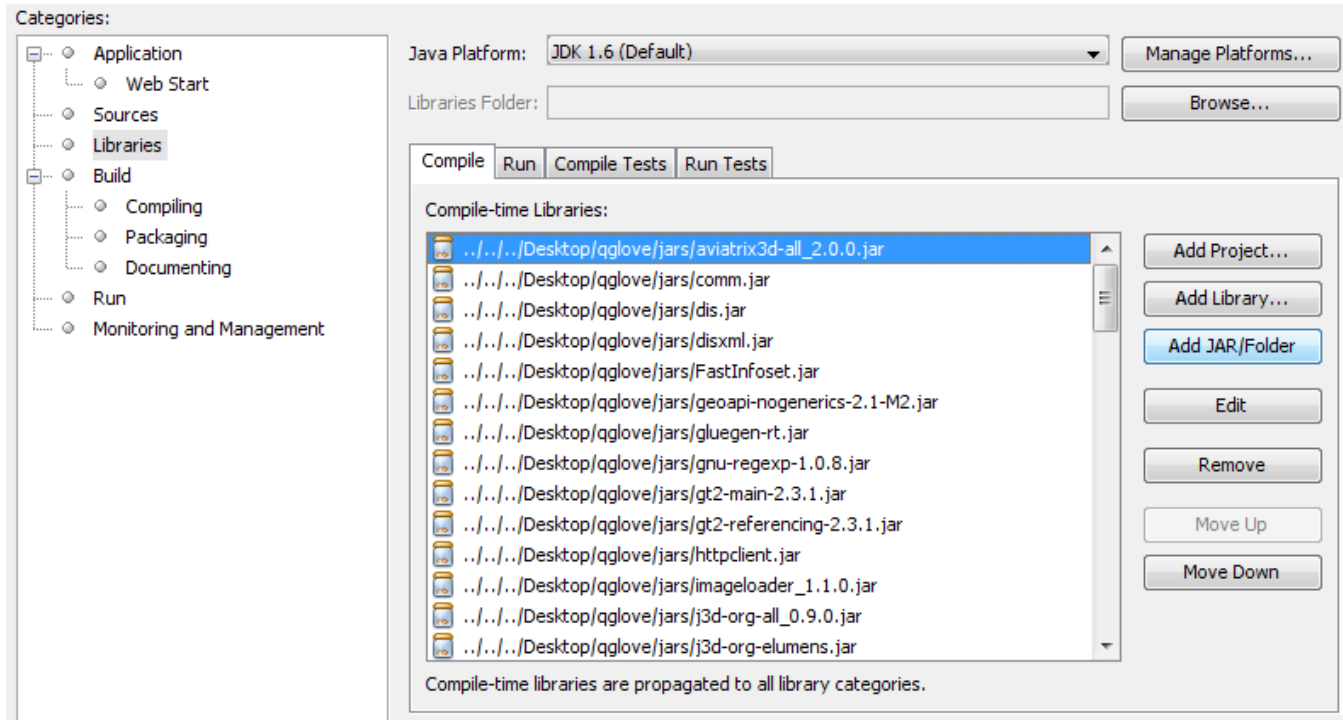 Categories:
Application
Web Start
Sources
Libraries
Build
Compiling
Packaging
Documenting
Run
Monitoring and Management
Java Platform: JDK 1.6 (Default) Manage Platforms...
Libraries Folder: Browse...
Compile Run Compile Tests Run Tests
Compile-time Libraries:
../../../Desktop/qglove/jars/aviatrix3d-all_2.0.0.jar
../../../Desktop/qglove/jars/comm.jar
../../../Desktop/qglove/jars/dis.jar
../../../Desktop/qglove/jars/disxml.jar
../../../Desktop/qglove/jars/FastInfoset.jar
../../../Desktop/qglove/jars/geoapi-nogenerics-2.1-M2.jar
../../../Desktop/qglove/jars/gluegen-rt.jar
../../../Desktop/qglove/jars/gnu-regexp-1.0.8.jar
../../../Desktop/qglove/jars/gt2-main-2.3.1.jar
../../../Desktop/qglove/jars/gt2-referencing-2.3.1.jar
../../../Desktop/qglove/jars/httpclient.jar
../../../Desktop/qglove/jars/imageloader_1.1.0.jar
../../../Desktop/qglove/jars/j3d-org-all_0.9.0.jar
../../../Desktop/qglove/jars/j3d-org-elumens.jar
Add Project...
Add Library...
Add JAR/Folder
Edit
Remove
Move Up
Move Down
Compile-time libraries are propagated to all library categories.